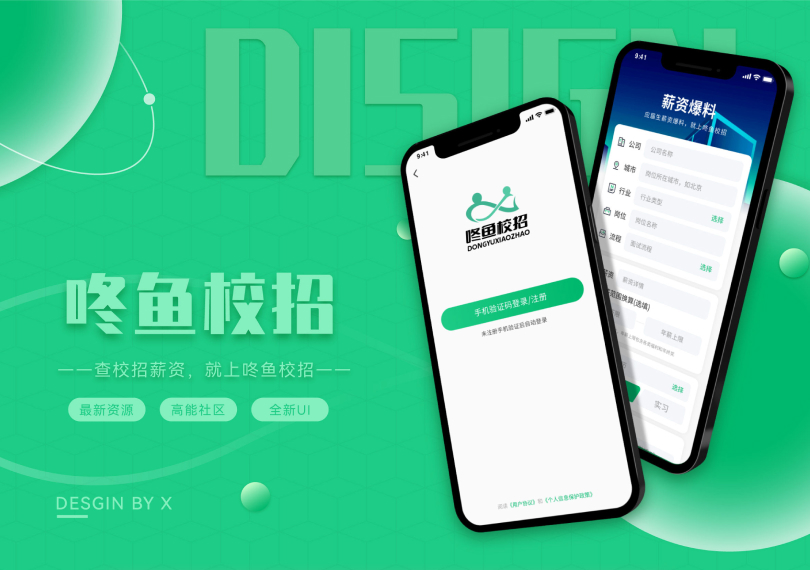 DISIGN
咚鱼校招
——查校招薪资，就上咚鱼校招——
最新资源
高能社区
全新UI
DESGIN BY X
9:41
咚鱼校招
DONGYUXIAOZHAO
手机验证码登录/注册
未注册手机验证后自动登录
《用户协议》和《个人信息保护政策》
9:41
薪资爆料
应届生薪资爆料，就上咚鱼校招
公司 公司名称
城市 岗位所在城市，如北京
行业 行业类型 选择
岗位 岗位名称
流程 面试流程 选择
薪资详情
范围换算(选填)
年薪上限
选择
实习